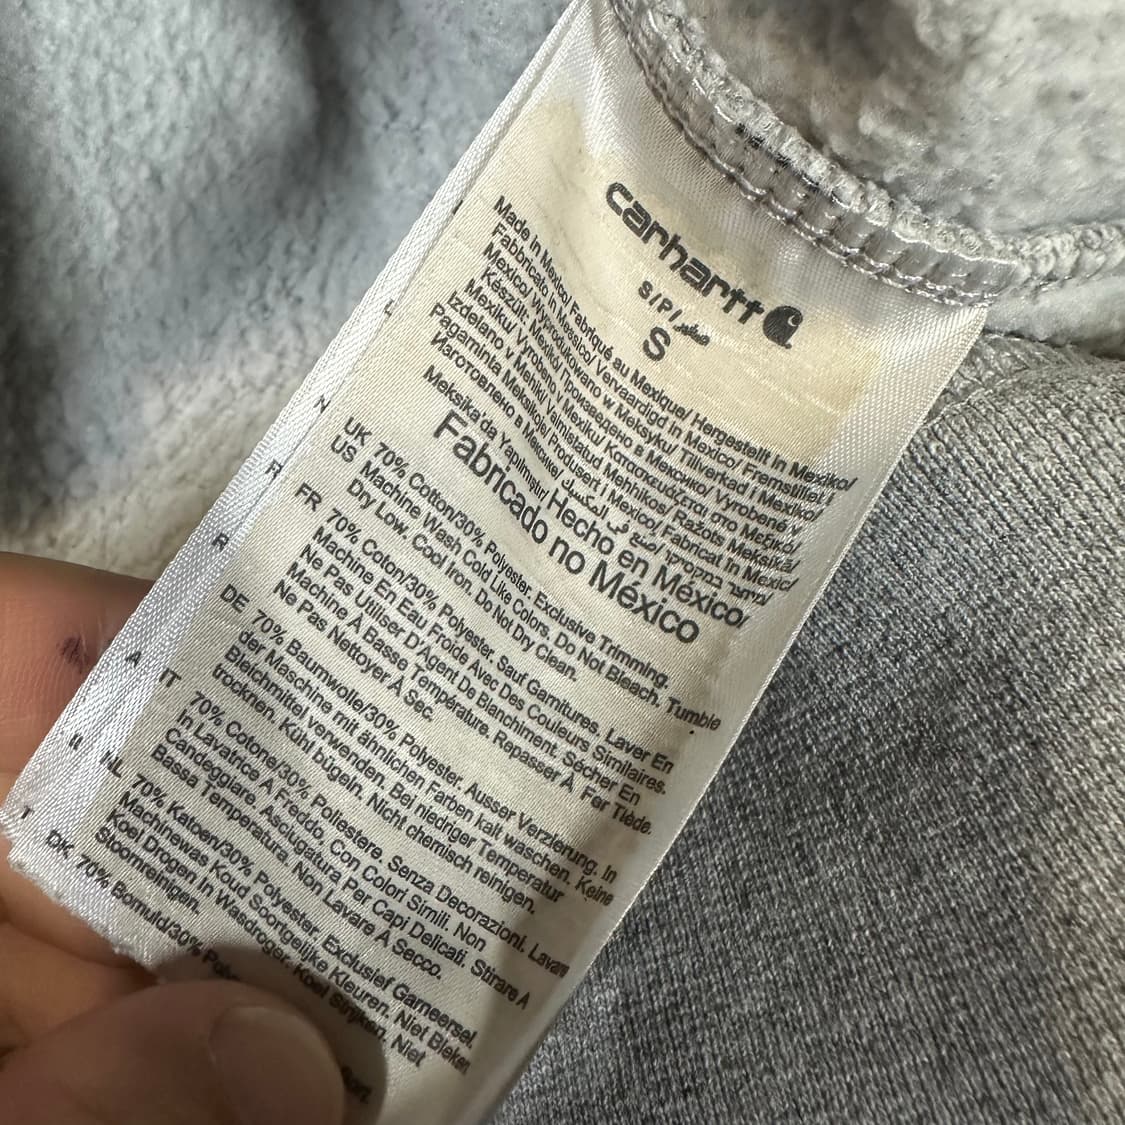 carhartt
S/P/صغير
S
Made in Mexico/ Fabriqué au Mexique/ Hergestellt in Mexiko/
Fabbricato in Messico/ Vervaardigd in Mexico/ Fremstillet i
Mexico/ Wyprodukowano w Meksyku/ Tillverkad i Mexiko/
Készült: Mexikó/ Произведено в Мексико/ Vyrobené v
Mexiku/ Vyrobeno v Mexiku/ Κατασκευάζεται στο Μεξικό/
Izdelano v Mehiki/ Valmistatud Mehhikos/ Ražots Meksikā/
Pagaminta Meksikoje/ Produsert i Mexico/ Fabricat în Mexic/
Изготовлено в Мексике/ صنع في المكسيك/
Meksika'da Yapılmıştır/ Hecho en México/
Fabricado no México
UK 70% Cotton/30% Polyester. Exclusive Trimming.
US Machine Wash Cold Like Colors. Do Not Bleach. Tumble
Dry Low. Cool Iron. Do Not Dry Clean.
FR 70% Coton/30% Polyester. Sauf Garnitures. Laver En
Machine En Eau Froide Avec Des Couleurs Similaires.
Ne Pas Utiliser D'Agent De Blanchiment. Sécher En
Machine À Basse Température. Repasser À Fer Tiède.
Ne Pas Nettoyer À Sec.
DE 70% Baumwolle/30% Polyester. Ausser Verzierung. In
der Maschine mit ähnlichen Farben kalt waschen. Keine
Bleichmittel verwenden. Bei niedriger Temperatur
trocknen. Kühl bügeln. Nicht chemisch reinigen.
IT 70% Cotone/30% Poliestere. Senza Decorazioni. Lavare
In Lavatrice A Freddo Con Colori Simili. Non
Candeggiare. Asciugatura Per Capi Delicati. Stirare A
Bassa Temperatura. Non Lavare A Secco.
NL 70% Katoen/30% Polyester. Exclusief Garneersel.
Machinewas Koud Soortgelijke Kleuren. Niet Bleken.
Koel Drogen In Wasdroger. Koel Strijken. Niet
Stoomreinigen.
DK 70% Bomuld/30%